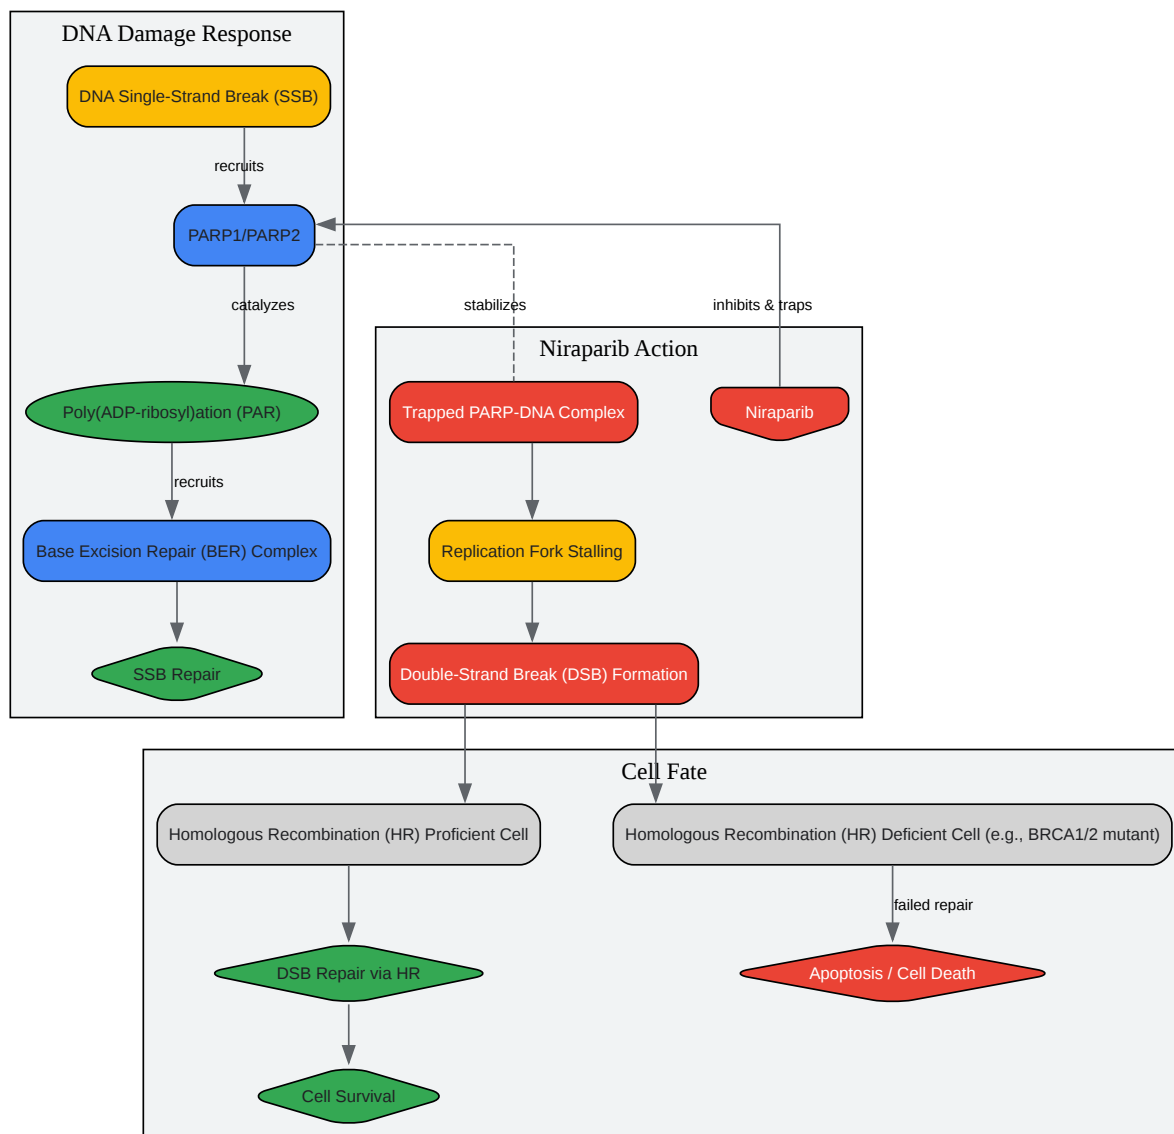 DNA Damage Response
DNA Single-Strand Break (SSB)
recruits
PARP1/PARP2
catalyzes
stabilizes
inhibits & traps
Niraparib Action
Poly(ADP-ribosyl)ation (PAR)
Trapped PARP-DNA Complex
Niraparib
recruits
Base Excision Repair (BER) Complex
Replication Fork Stalling
SSB Repair
Double-Strand Break (DSB) Formation
Cell Fate
Homologous Recombination (HR) Proficient Cell
Homologous Recombination (HR) Deficient Cell (e.g., BRCA1/2 mutant)
failed repair
DSB Repair via HR
Apoptosis / Cell Death
Cell Survival